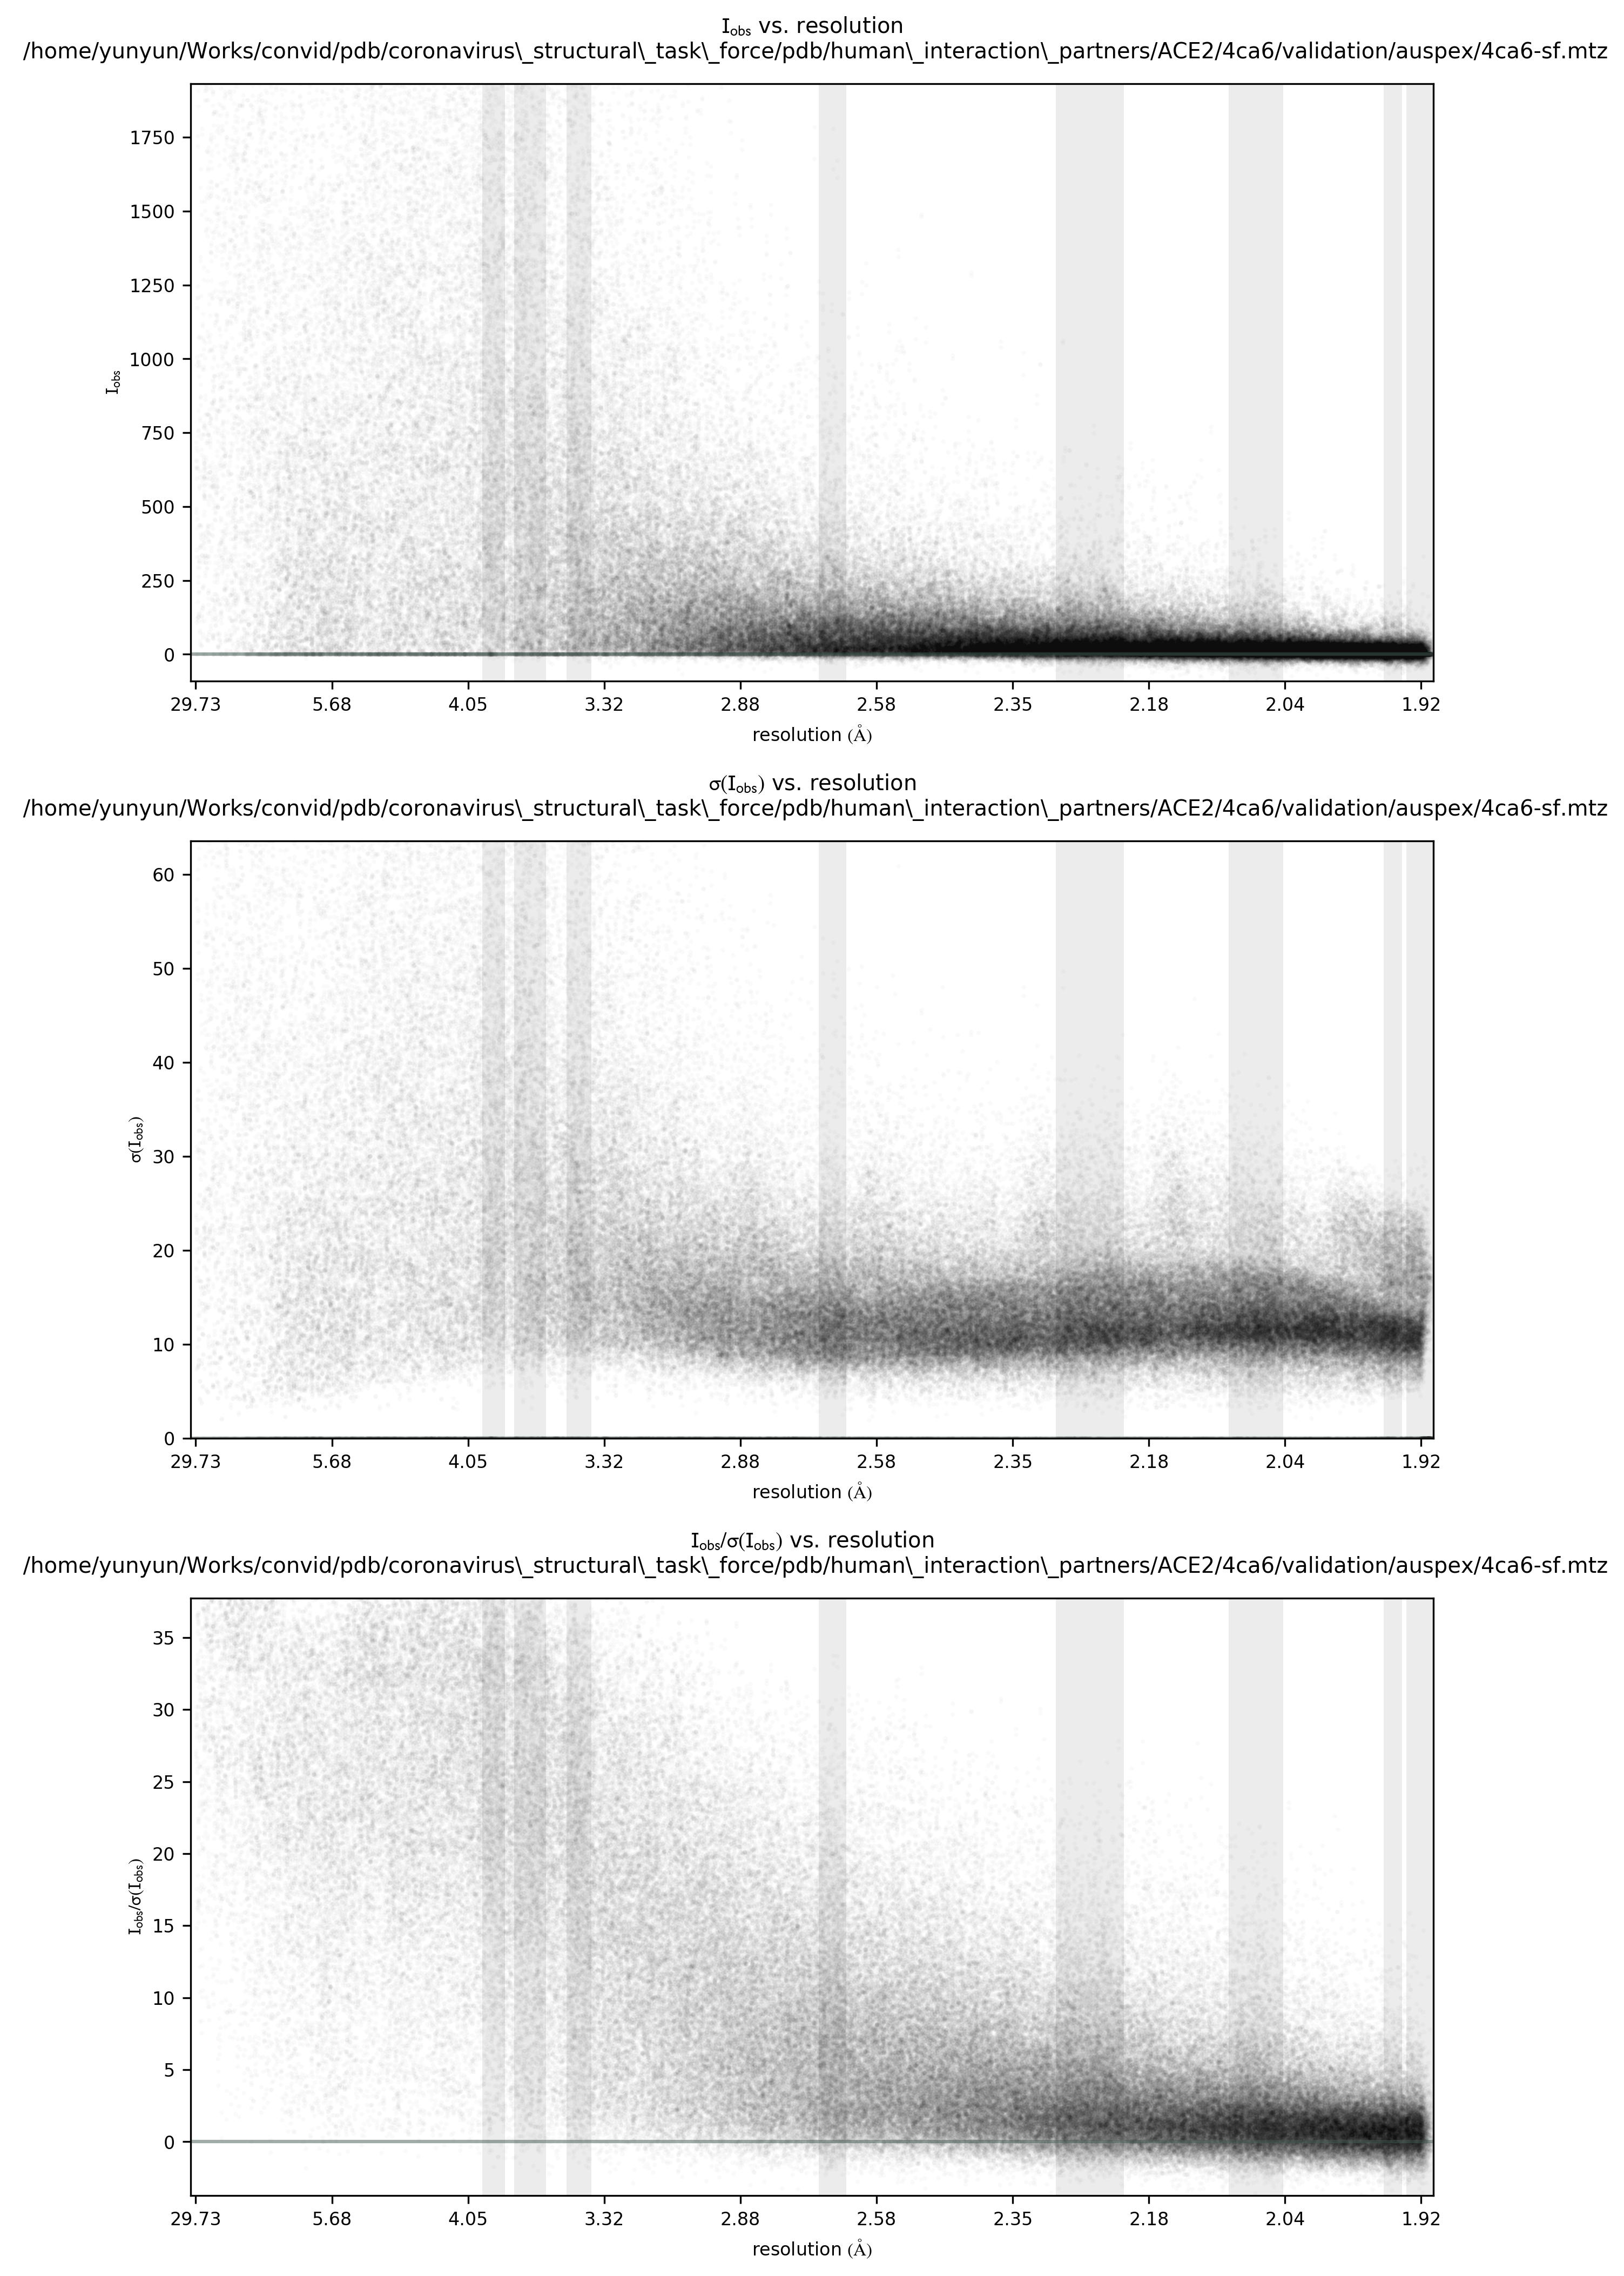 I_obs vs. resolution
/home/yunyun/Works/convid/pdb/coronavirus\_structural\_task\_force/pdb/human\_interaction\_partners/ACE2/4ca6/validation/auspex/4ca6-sf.mtz
1750
1500
1250
1000
750
500
250
0
I_obs
29.73 5.68 4.05 3.32 2.88 2.58 2.35 2.18 2.04 1.92
resolution (Å)
σ(I_obs) vs. resolution
/home/yunyun/Works/convid/pdb/coronavirus\_structural\_task\_force/pdb/human\_interaction\_partners/ACE2/4ca6/validation/auspex/4ca6-sf.mtz
60
50
40
30
20
10
0
σ(I_obs)
29.73 5.68 4.05 3.32 2.88 2.58 2.35 2.18 2.04 1.92
resolution (Å)
I_obs/σ(I_obs) vs. resolution
/home/yunyun/Works/convid/pdb/coronavirus\_structural\_task\_force/pdb/human\_interaction\_partners/ACE2/4ca6/validation/auspex/4ca6-sf.mtz
35
30
25
20
15
10
5
0
I_obs/σ(I_obs)
29.73 5.68 4.05 3.32 2.88 2.58 2.35 2.18 2.04 1.92
resolution (Å)